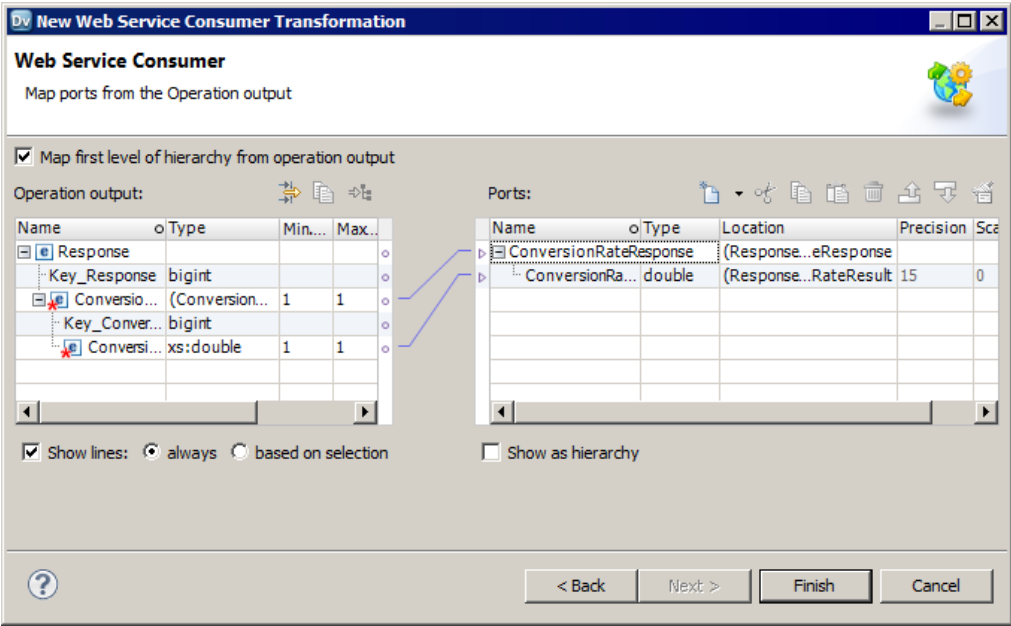 Dv New Web Service Consumer Transformation
Web Service Consumer
Map ports from the Operation output
Map first level of hierarchy from operation output
Operation output:
Name Type Min.... Max...
Response
Key_Response bigint
Conversio... (Conversion... 1 1
Key_Conver... bigint
Conversi... xs:double 1 1
Show lines: always based on selection
Ports:
Name Type Location Precision Sca
ConversionRateResponse (Response...eResponse
ConversionRa... double (Response...RateResult 15 0
Show as hierarchy
?
< Back Next > Finish Cancel